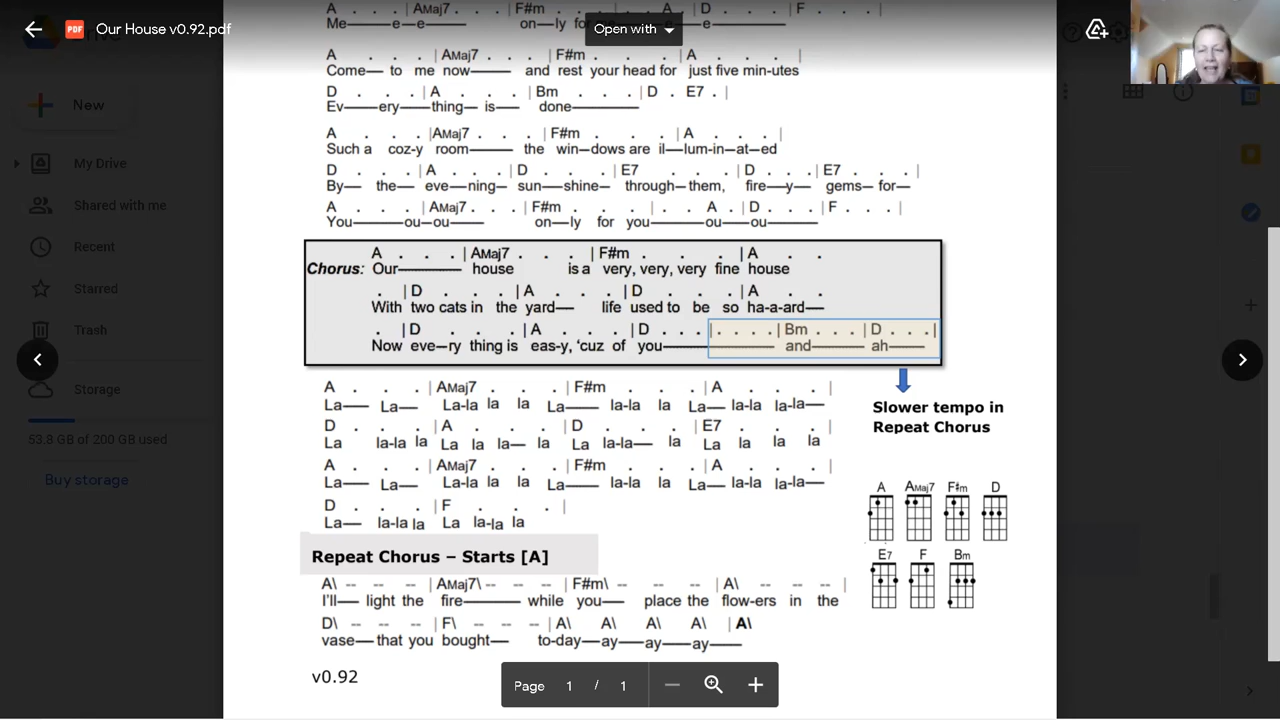 Our House v0.92.pdf
Open with
PDF
A . . . | AMaj7 . . . | F#m . . . | . . A . | D . . . | F . . . |
Me——e—e—— on—ly for me——e—e——
A . . . | AMaj7 . . . | F#m . . . | A . . . |
Come— to me now—— and rest your head for just five min-utes
D . . . | A . . . | Bm . . . | D . E7 . |
Ev——ery—thing— is— done————
A . . . |AMaj7 . . . | F#m . . . | A . . . |
Such a coz-y room—— the win—dows are il—lum-in—at—ed
D . . . | A . . . | D . . . | E7 . . . | D . . . | E7 . . . |
By— the— eve—ning— sun—shine— through—them, fire—y— gems— for—
A . . . | AMaj7 . . . | F#m . . . | . . A . | D . . . | F . . . |
You———ou-ou—— on—ly for you———ou——ou———
A . . . | AMaj7 . . . | F#m . . . | A . .
Chorus: Our———— house is a very, very, very fine house
. | D . . . | A . . . | D . . . | A . .
With two cats in the yard— life used to be so ha—a—ard—
. | D . . . | A . . . | D . . . | . . . . | Bm . . . | D . . . |
Now eve—ry thing is eas-y, ‘cuz of you———————— and———— ah———
A . . . | AMaj7 . . . | F#m . . . | A . . . |
La— La— La-la la la La—— la-la la La— la-la la-la—
D . . . | A . . . | D . . . | E7 . . . |
La la-la la La la la— la La la-la— la La la la la
A . . . | AMaj7 . . . | F#m . . . | A . . . |
La— La— La-la la la La—— la-la la La— la-la la-la—
D . . . | F . . . |
La— la-la la La la-la la
Slower tempo in
Repeat Chorus
A AMaj7 F#m D
E7 F Bm
Repeat Chorus – Starts [A]
A\ -- -- -- | AMaj7\ -- -- -- | F#m\ -- -- -- | A\ -- -- -- |
I’ll— light the fire——— while you— place the flow-ers in the
D\ -- -- -- | F\ -- -- -- | A\ A\ A\ A\ | A\
vase— that you bought— to-day—ay——ay——ay——
v0.92
Page 1 / 1
New
My Drive
Shared with me
Recent
Starred
Trash
Storage
53.8 GB of 200 GB used
Buy storage